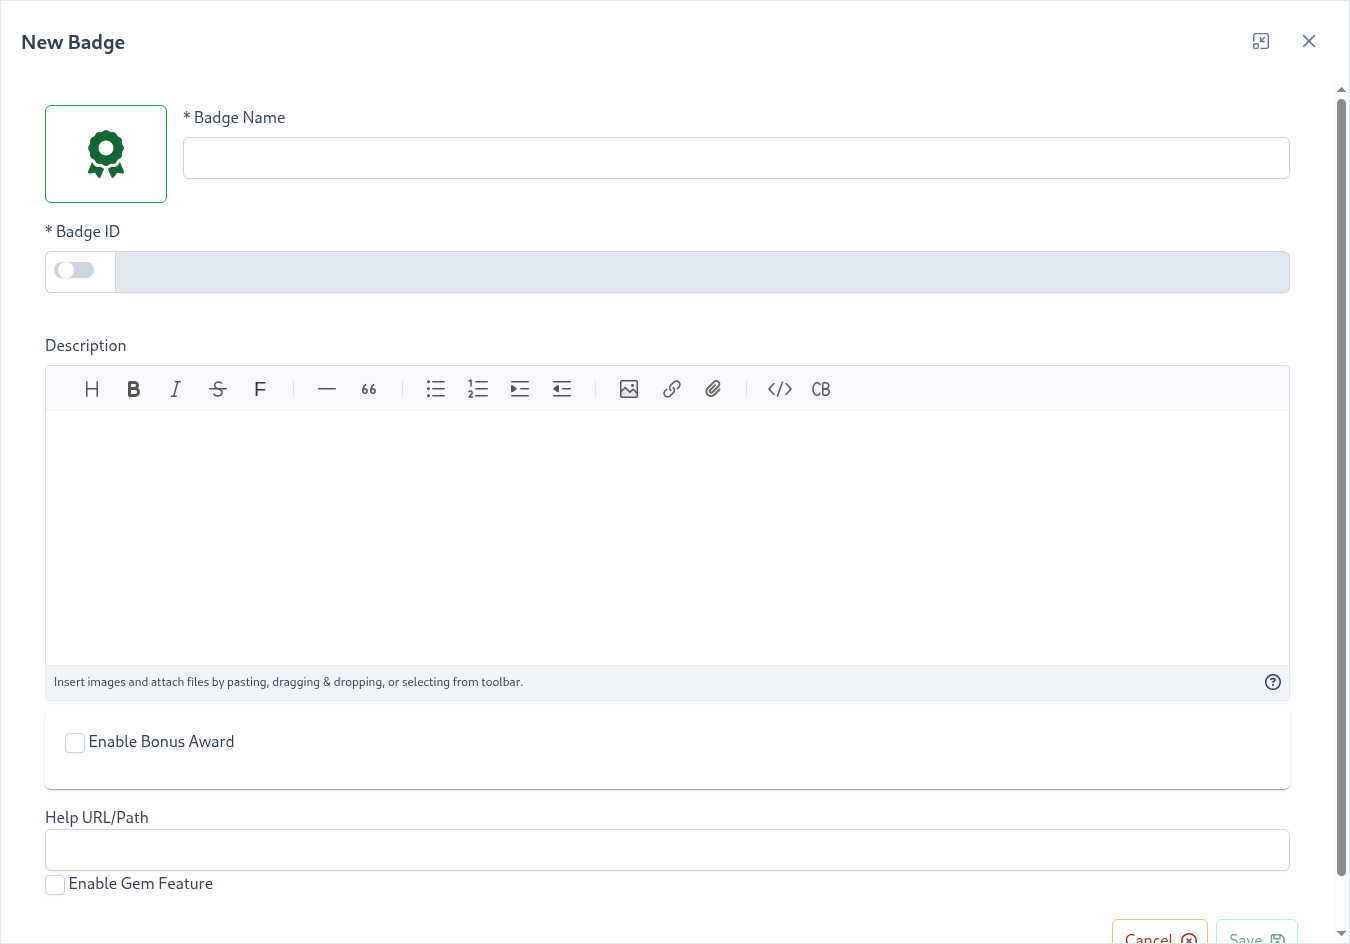 New Badge
* Badge Name
* Badge ID
Description
H B I S F 66 </> CB
Insert images and attach files by pasting, dragging & dropping, or selecting from toolbar.
Enable Bonus Award
Help URL/Path
Enable Gem Feature
Cancel Save